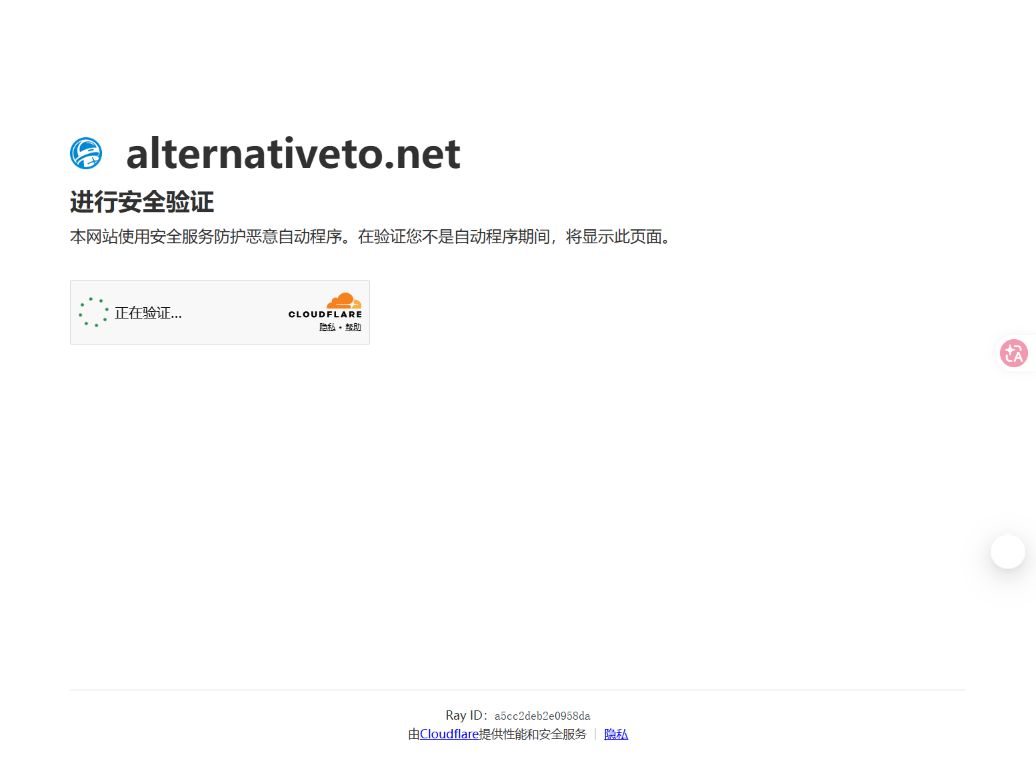 alternativeto.net
进行安全验证
本网站使用安全服务防护恶意自动程序。在验证您不是自动程序期间，将显示此页面。
正在验证...
CLOUDFLARE
隐私 • 帮助
Ray ID： a5cc2deb2e0958da
由Cloudflare提供性能和安全服务 | 隐私